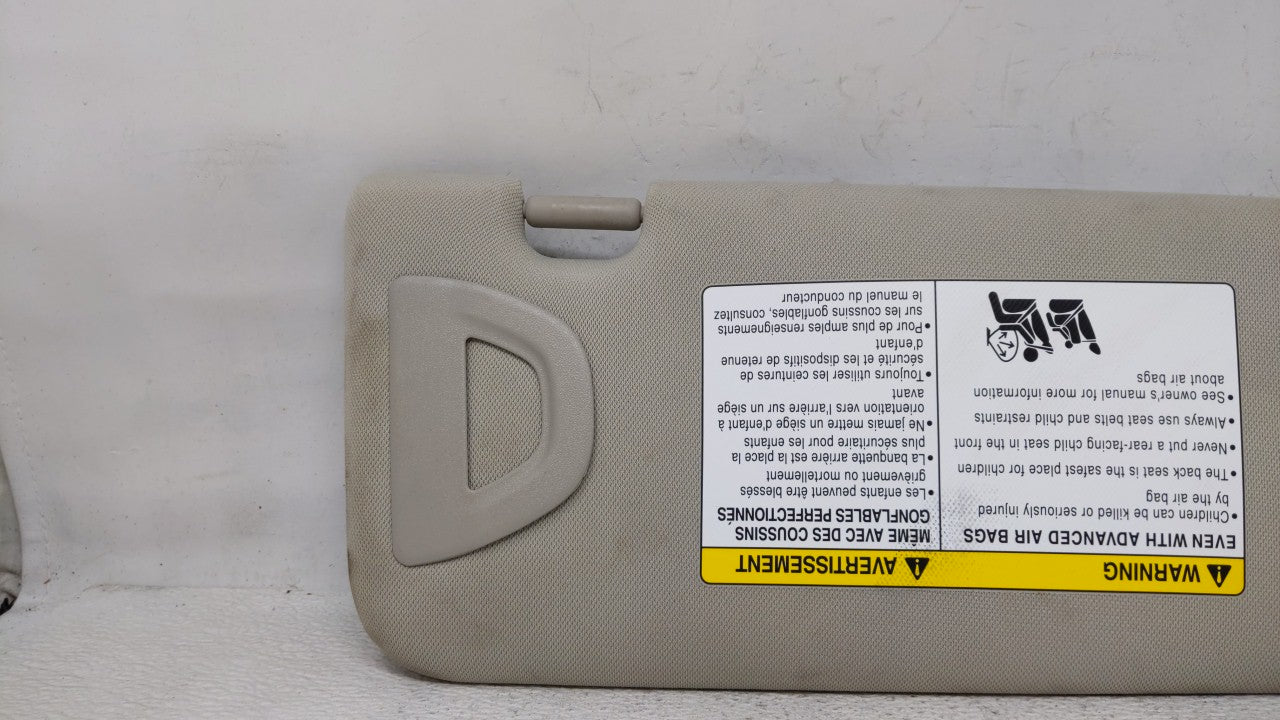 WARNING
EVEN WITH ADVANCED AIR BAGS
•Children can be killed or seriously injured
by the air bag
•The back seat is the safest place for children
•Never put a rear-facing child seat in the front
•Always use seat belts and child restraints
•See owner's manual for more information
about air bags
AVERTISSEMENT
MÊME AVEC DES COUSSINS
GONFLABLES PERFECTIONNÉS
•Les enfants peuvent être blessés
grièvement ou mortellement
•La banquette arrière est la place la
plus sécuritaire pour les enfants
•Ne jamais mettre un siège d'enfant à
orientation vers l'arrière sur un siège
avant
•Toujours utiliser les ceintures de
sécurité et les dispositifs de retenue
d'enfant
•Pour de plus amples renseignements
sur les coussins gonflables, consultez
le manuel du conducteur